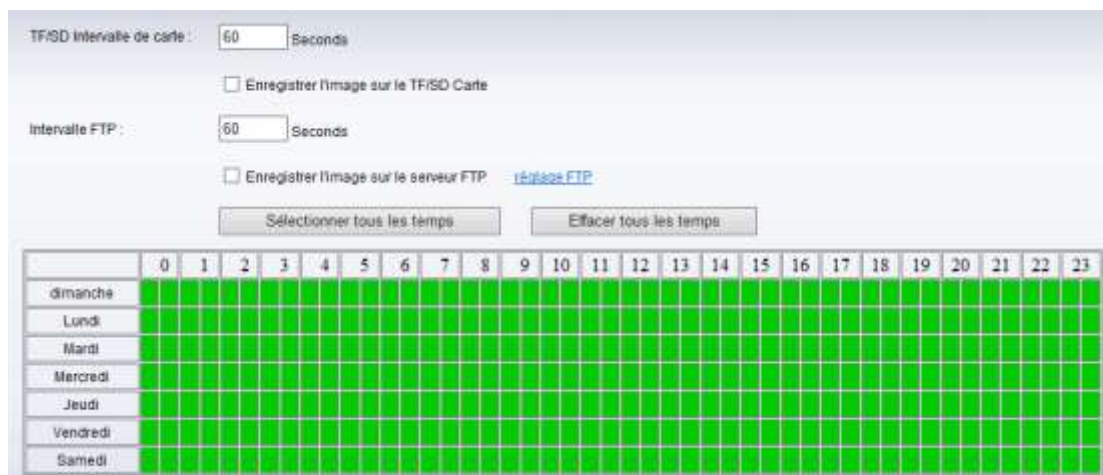 TF/SD Intervalle de carte : 60 Seconds
Enregistrer l'image sur le TF/SD Carte
Intervalle FTP : 60 Seconds
Enregistrer l'image sur le serveur FTP réglage FTP
Sélectionner tous les temps Effacer tous les temps
0 1 2 3 4 5 6 7 8 9 10 11 12 13 14 15 16 17 18 19 20 21 22 23
dimanche
Lundi
Mardi
Mercredi
Jeudi
Vendredi
Samedi